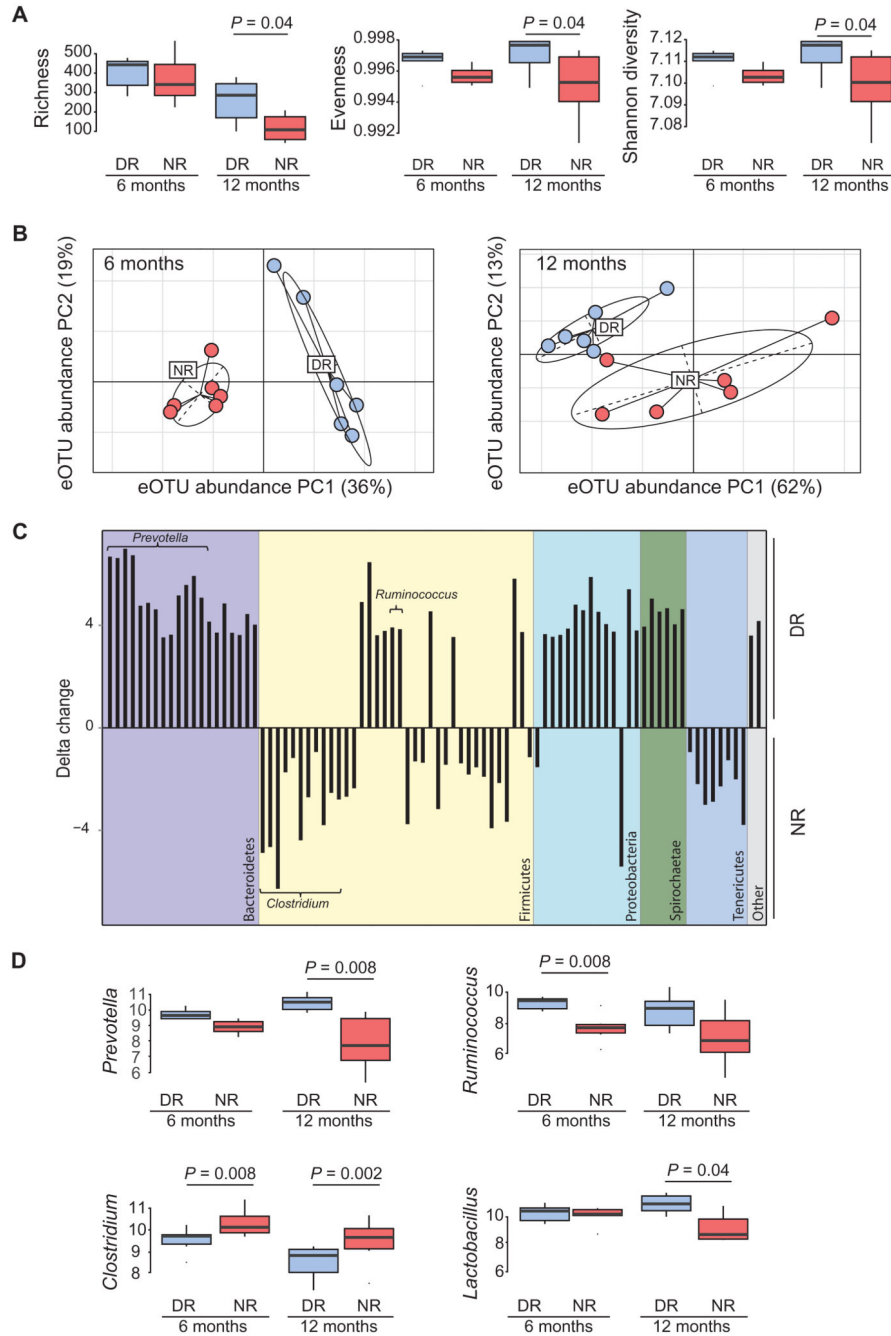 A
P = 0.04
P = 0.04
P = 0.04
Richness
500
400
300
200
100
Evenness
0.998
0.996
0.994
0.992
Shannon diversity
7.12
7.11
7.10
7.09
7.08
DR NR DR NR
6 months 12 months
DR NR DR NR
6 months 12 months
DR NR DR NR
6 months 12 months
B
eOTU abundance PC2 (19%)
6 months
NR
DR
eOTU abundance PC1 (36%)
eOTU abundance PC2 (13%)
12 months
DR
NR
eOTU abundance PC1 (62%)
C
Prevotella
Ruminococcus
4
0
−4
Delta change
DR
NR
Clostridium
Bacteroidetes
Firmicutes
Proteobacteria
Spirochaetae
Tenericutes
Other
D
P = 0.008
Prevotella
11
10
9
8
7
6
DR NR DR NR
6 months 12 months
P = 0.008
Ruminococcus
10
8
6
DR NR DR NR
6 months 12 months
P = 0.008
P = 0.002
Clostridium
11
10
9
8
DR NR DR NR
6 months 12 months
P = 0.04
Lactobacillus
10
8
6
DR NR DR NR
6 months 12 months